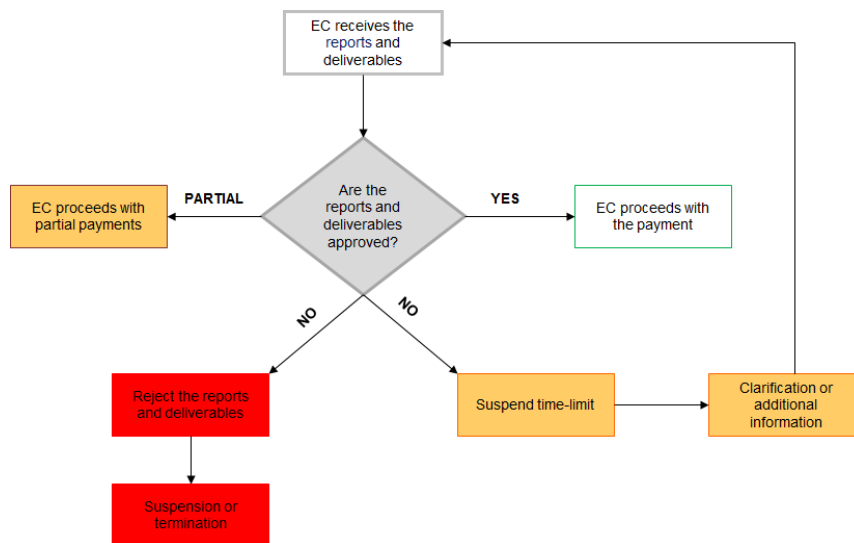 EC receives the
reports and
deliverables
Are the
reports and
deliverables
approved?
PARTIAL
EC proceeds with
partial payments
YES
EC proceeds with
the payment
NO
NO
Reject the reports
and deliverables
Suspension or
termination
Suspend time-limit
Clarification or
additional
information